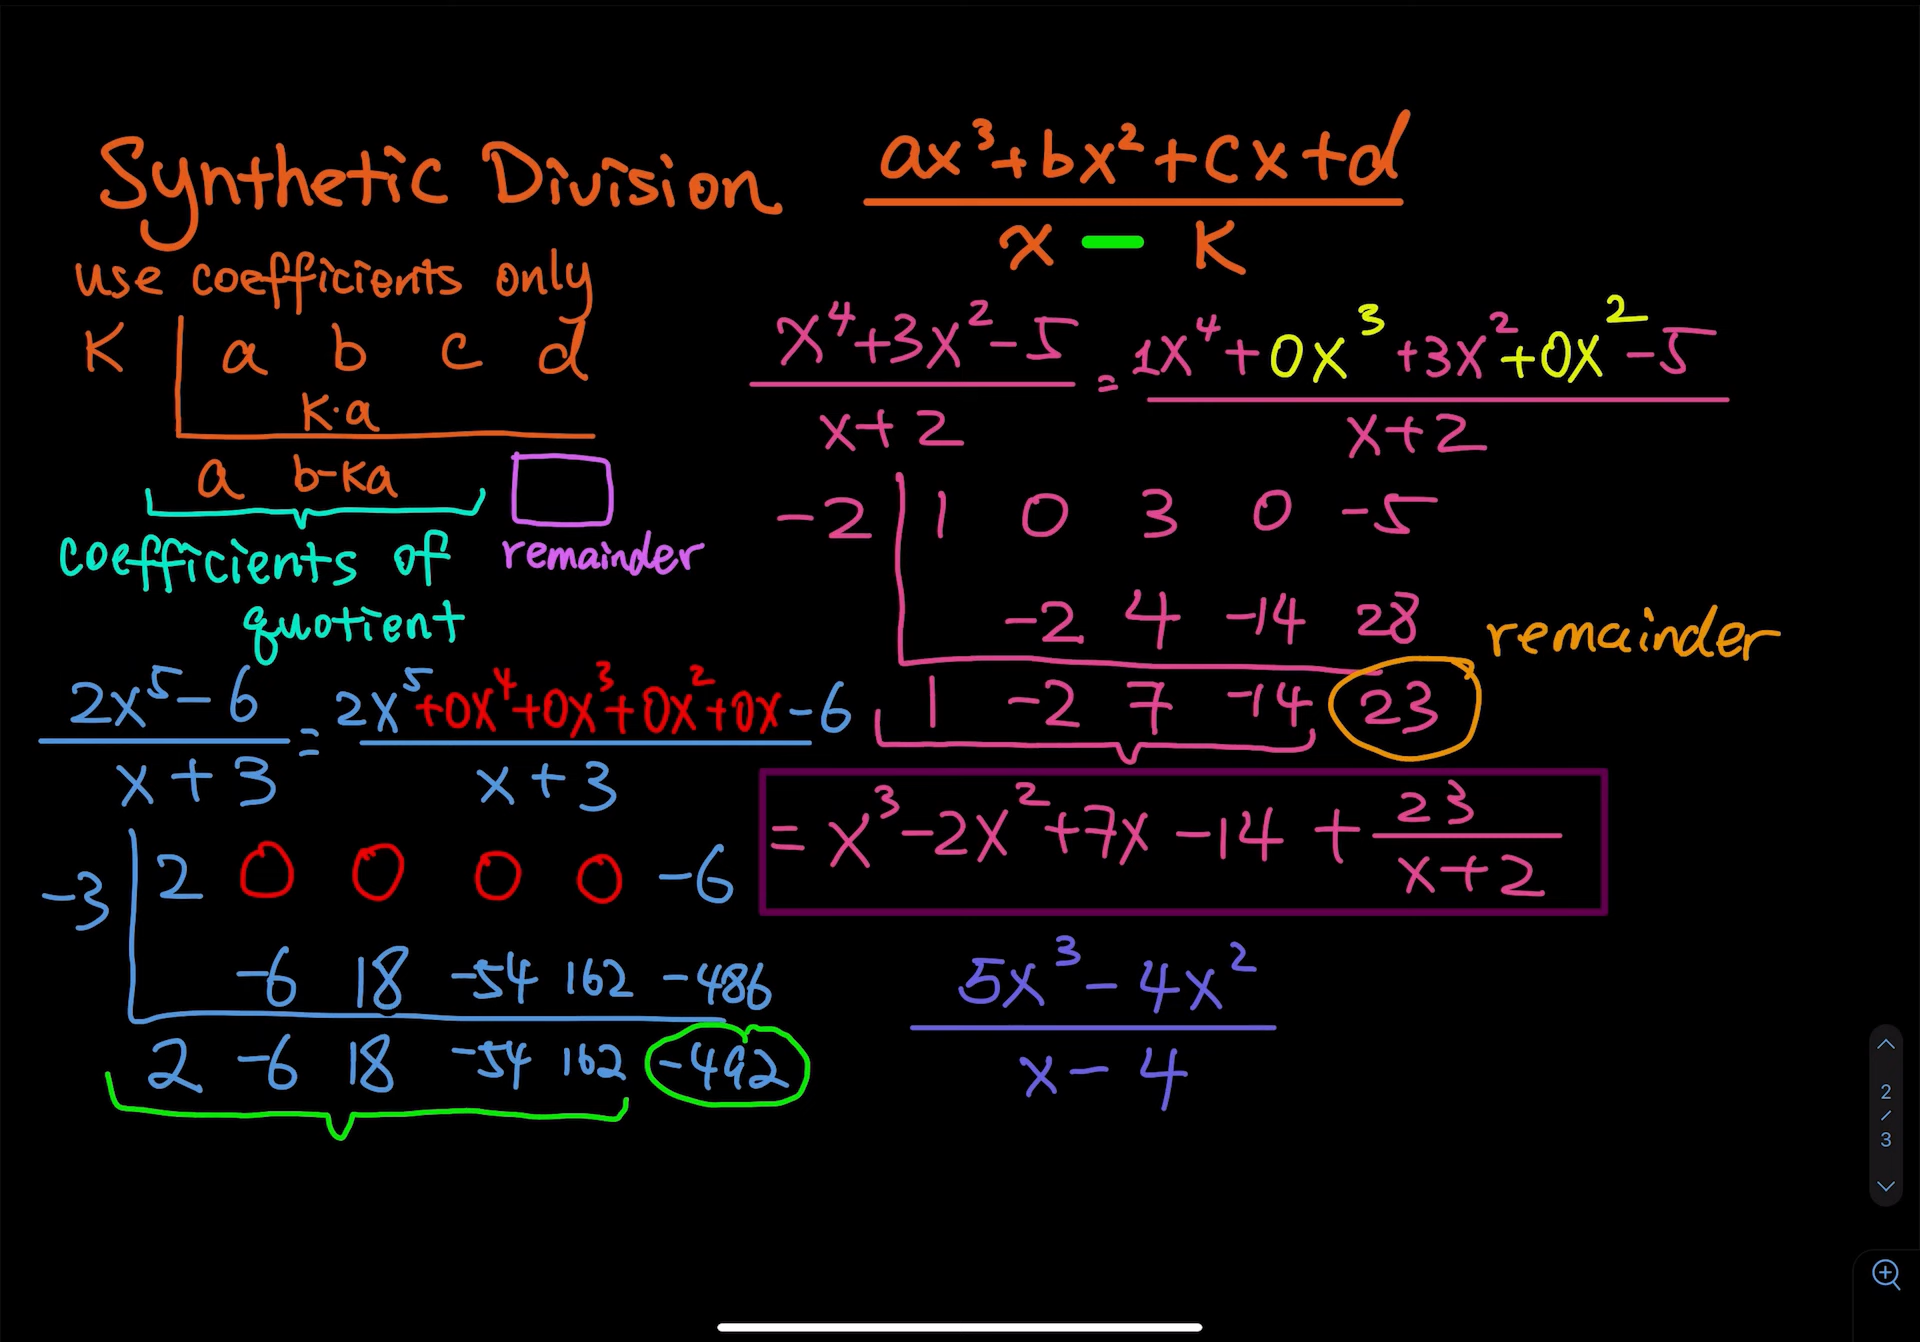 Synthetic Division
ax³+bx²+cx+d
x - K
use coefficients only
K | a b c d
K·a
a b-Ka
coefficients of
quotient
remainder
x⁴+3x²-5 = 1x⁴+0x³+3x²+0x²-5
x+2 x+2
-2 | 1 0 3 0 -5
-2 4 -14 28
remainder
1 -2 7 -14 23
= x³-2x²+7x-14 + 23
x+2
2x⁵-6 = 2x⁵+0x⁴+0x³+0x²+0x-6
x+3 x+3
-3 | 2 0 0 0 0 -6
-6 18 -54 162 -486
2 -6 18 -54 162 -492
5x³-4x²
x-4
2
/
3